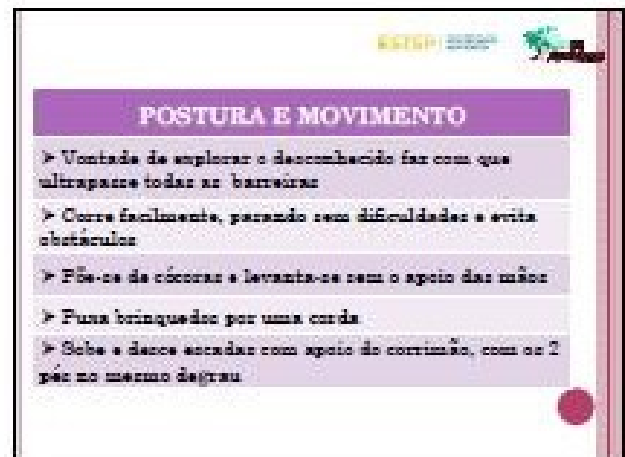 POSTURA E MOVIMENTO
➢ Vontade de explorar o desconhecido faz com que
ultrapasse todas as barreiras
➢ Corre facilmente, parando sem dificuldades e evita
obstáculos
➢ Põe-se de cócoras e levanta-se sem o apoio das mãos
➢ Puxa brinquedos por uma corda
➢ Sobe e desce escadas com apoio do corrimão, com os 2
pés no mesmo degrau